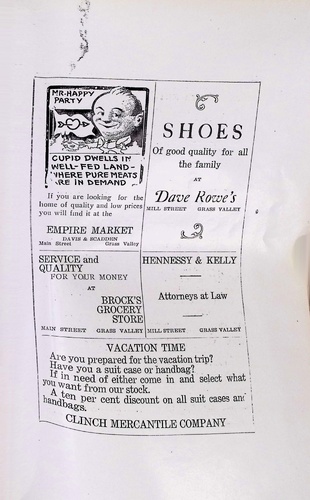 MR. HAPPY
PARTY
CUPID DWELLS IN
WELL-FED LAND-
WHERE PURE MEATS
ARE IN DEMAND
If you are looking for the
home of quality and low prices
you will find it at the
EMPIRE MARKET
DAVIS & SCADDEN
Main Street Grass Valley
SHOES
Of good quality for all
the family
AT
Dave Rowe's
MILL STREET GRASS VALLEY
SERVICE and
QUALITY
FOR YOUR MONEY
AT
BROCK'S
GROCERY
STORE
MAIN STREET GRASS VALLEY
HENNESSY & KELLY
Attorneys at Law
MILL STREET GRASS VALLEY
VACATION TIME
Are you prepared for the vacation trip?
Have you a suit case or handbag?
If in need of either come in and select what
you want from our stock.
A ten per cent discount on all suit cases and
handbags.
CLINCH MERCANTILE COMPANY